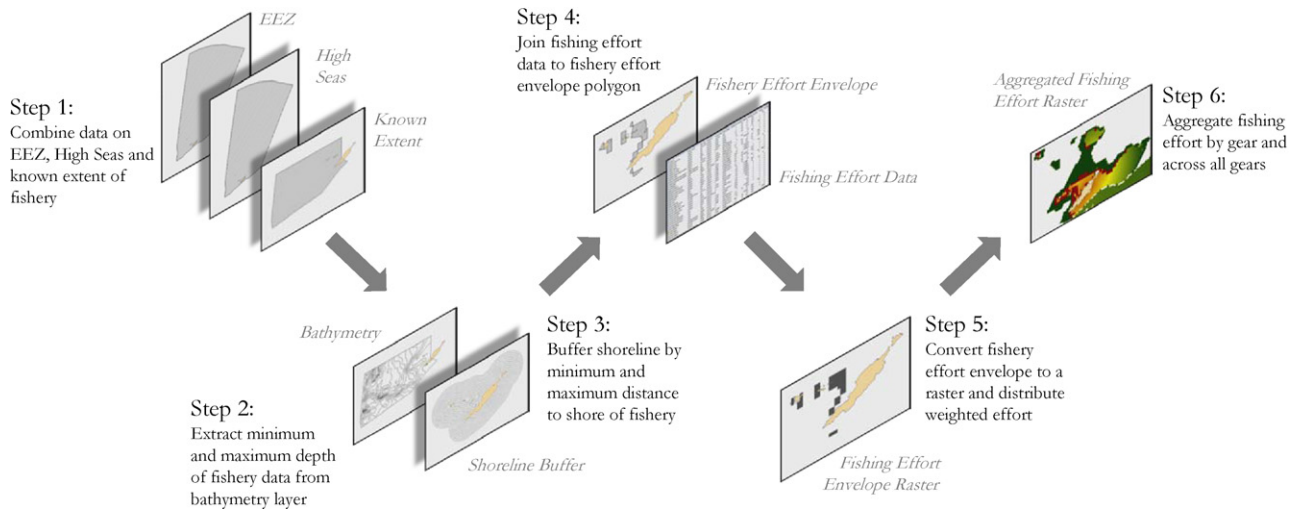 EEZ
High
Seas
Known
Extent
Step 1:
Combine data on
EEZ, High Seas and
known extent of
fishery
Bathymetry
Step 2:
Extract minimum
and maximum depth
of fishery data from
bathymetry layer
Step 3:
Buffer shoreline by
minimum and
maximum distance
to shore of fishery
Shoreline Buffer
Step 4:
Join fishing effort
data to fishery effort
envelope polygon
Fishery Effort Envelope
Fishing Effort Data
Step 5:
Convert fishery
effort envelope to a
raster and distribute
weighted effort
Fishing Effort
Envelope Raster
Aggregated Fishing
Effort Raster
Step 6:
Aggregate fishing
effort by gear and
across all gears